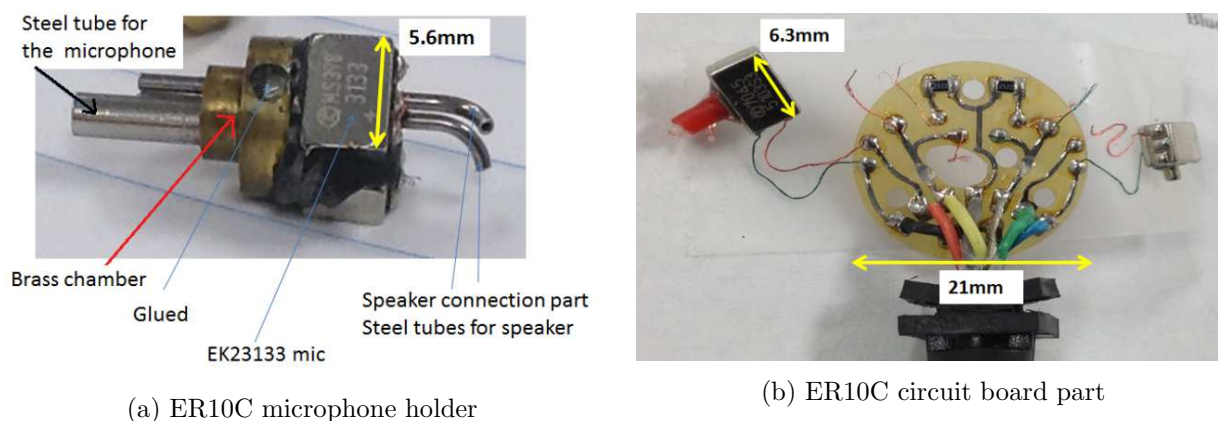 Steel tube for
the microphone
5.6mm
3133
Brass chamber
Glued
EK23133 mic
Speaker connection part
Steel tubes for speaker
(a) ER10C microphone holder
6.3mm
21mm
(b) ER10C circuit board part